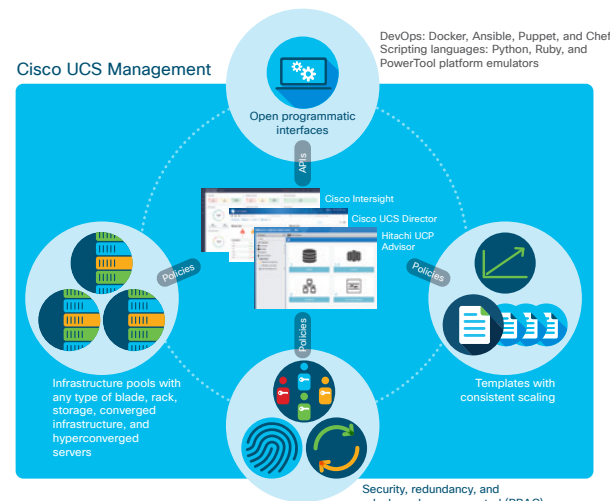 DevOps: Docker, Ansible, Puppet, and Chef
Scripting languages: Python, Ruby, and
PowerTool platform emulators
Cisco UCS Management
Open programmatic
interfaces
APIs
Cisco Intersight
Cisco UCS Director
Hitachi UCP
Advisor
Policies
Policies
Policies
Infrastructure pools with
any type of blade, rack,
storage, converged
infrastructure, and
hyperconverged
servers
Templates with
consistent scaling
Security, redundancy, and